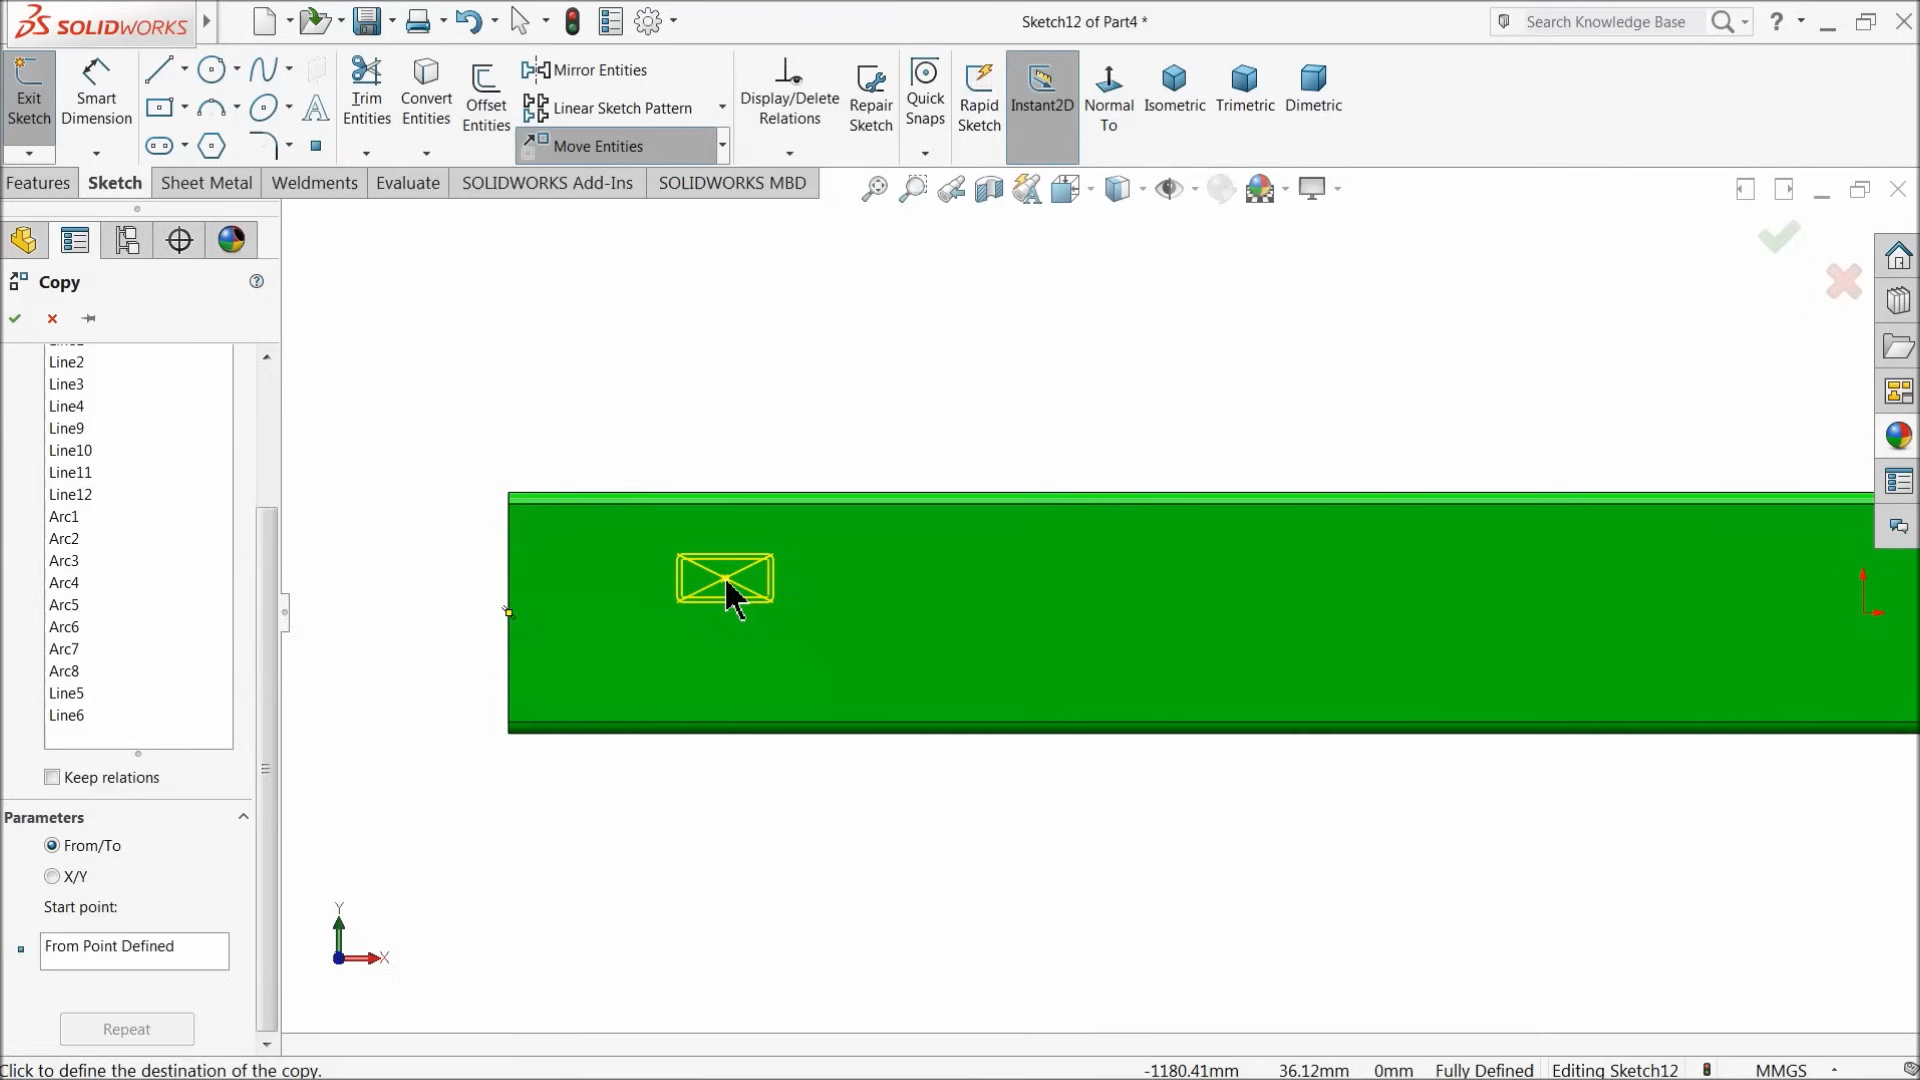 SOLIDWORKS
Sketch12 of Part4 *
Search Knowledge Base
?
Exit Sketch
Smart Dimension
Trim Entities
Convert Entities
Offset Entities
Mirror Entities
Linear Sketch Pattern
Move Entities
Display/Delete Relations
Repair Sketch
Quick Snaps
Rapid Sketch
Instant2D
Normal To
Isometric
Trimetric
Dimetric
Features
Sketch
Sheet Metal
Weldments
Evaluate
SOLIDWORKS Add-Ins
SOLIDWORKS MBD
Copy
Line2
Line3
Line4
Line9
Line10
Line11
Line12
Arc1
Arc2
Arc3
Arc4
Arc5
Arc6
Arc7
Arc8
Line5
Line6
Keep relations
Parameters
From/To
X/Y
Start point:
From Point Defined
Repeat
Y
X
Click to define the destination of the copy.
-1180.41mm
36.12mm
0mm
Fully Defined
Editing Sketch12
MMGS